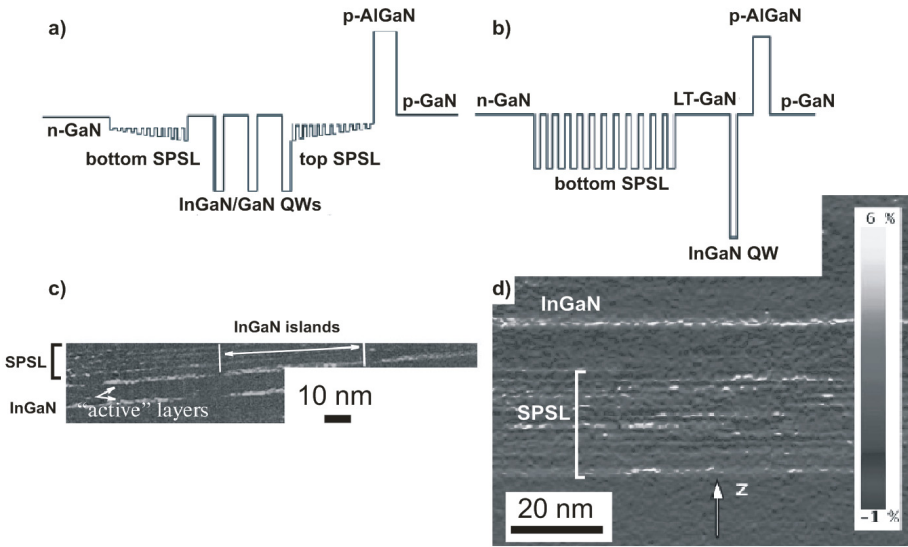 a)
p-AlGaN
n-GaN
bottom SPSL
top SPSL
p-GaN
InGaN/GaN QWs
b)
p-AlGaN
n-GaN
LT-GaN
p-GaN
bottom SPSL
InGaN QW
c)
InGaN islands
SPSL
InGaN
"active" layers
10 nm
d)
InGaN
SPSL
20 nm
z
6 %
-1 %